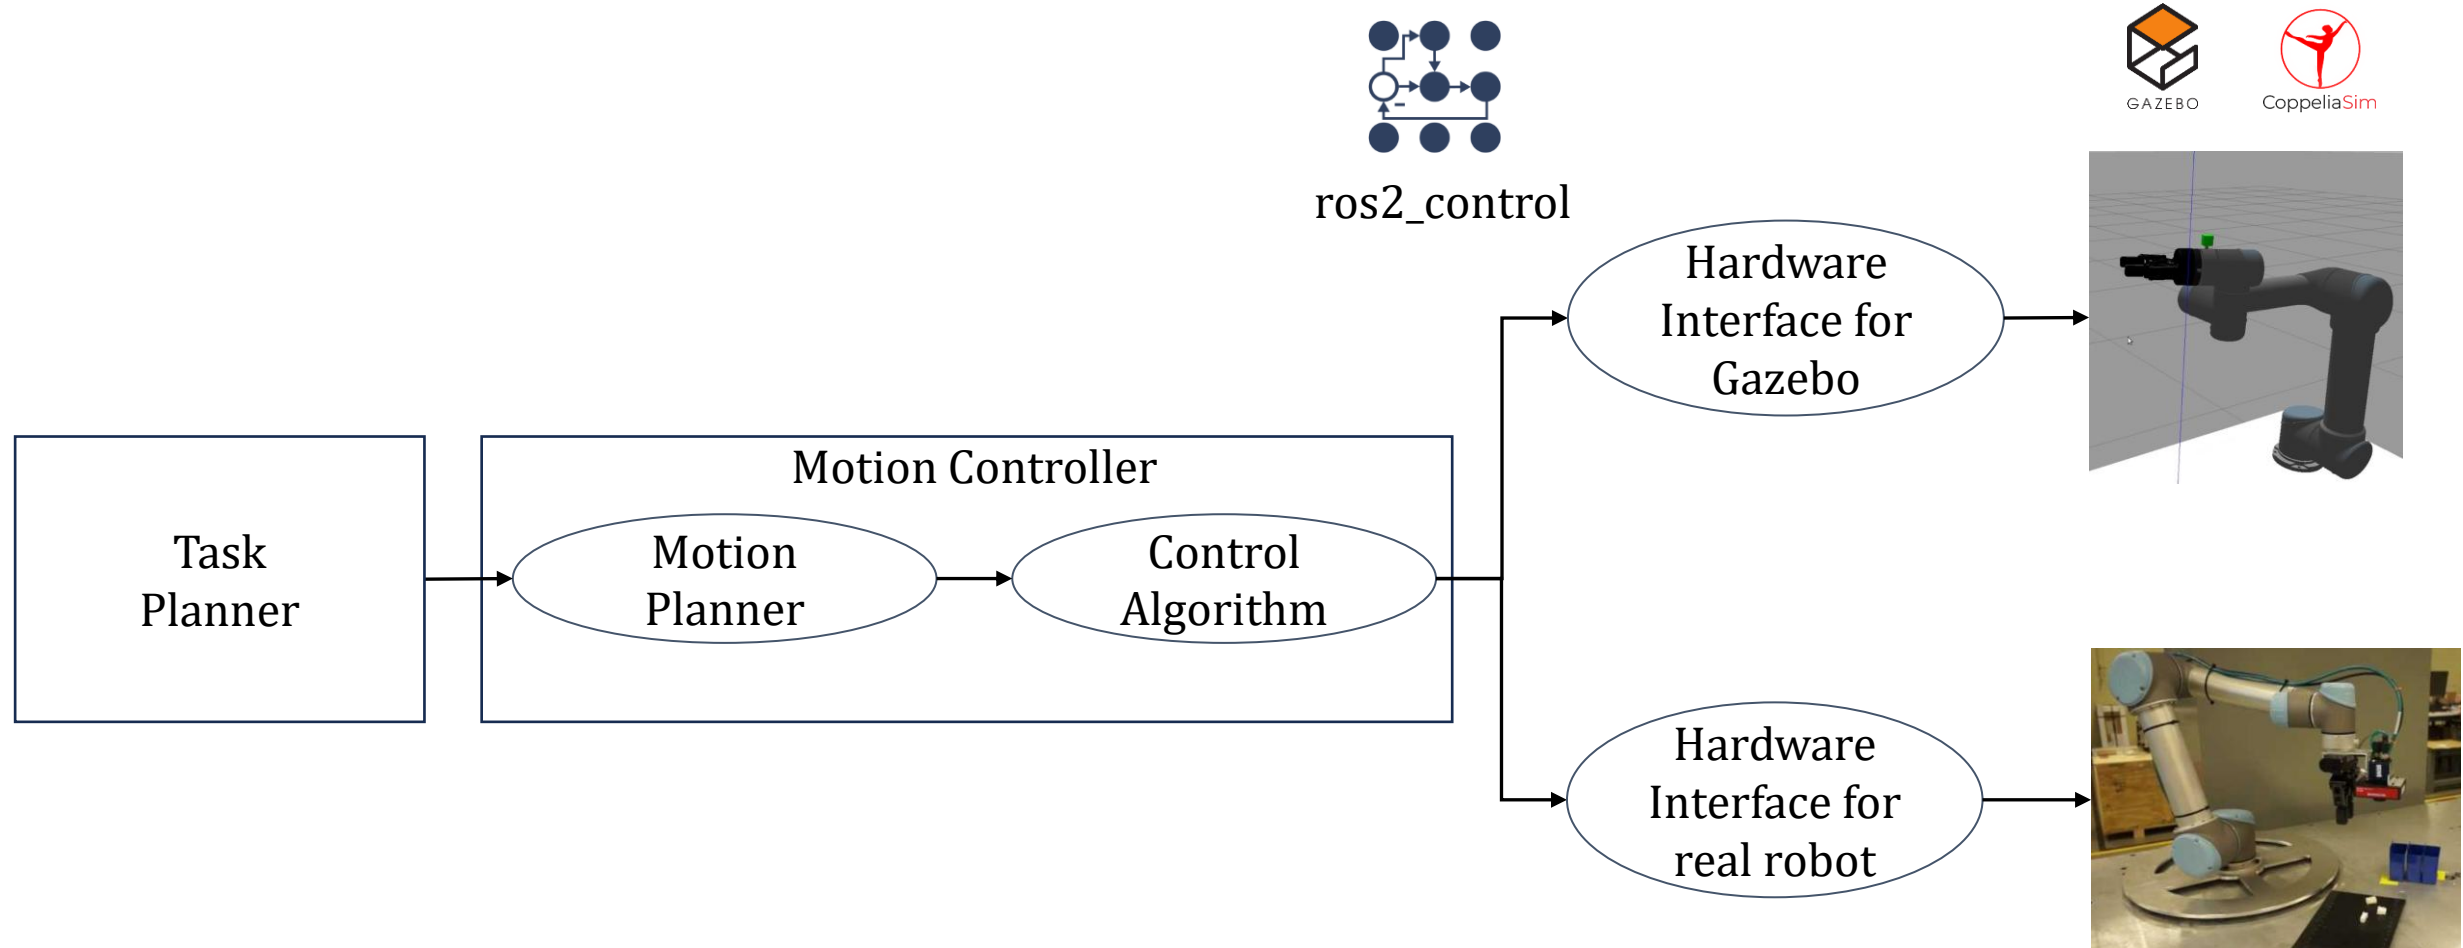 ros2_control
GAZEBO
CoppeliaSim
Hardware
Interface for
Gazebo
Task
Planner
Motion Controller
Motion
Planner
Control
Algorithm
Hardware
Interface for
real robot